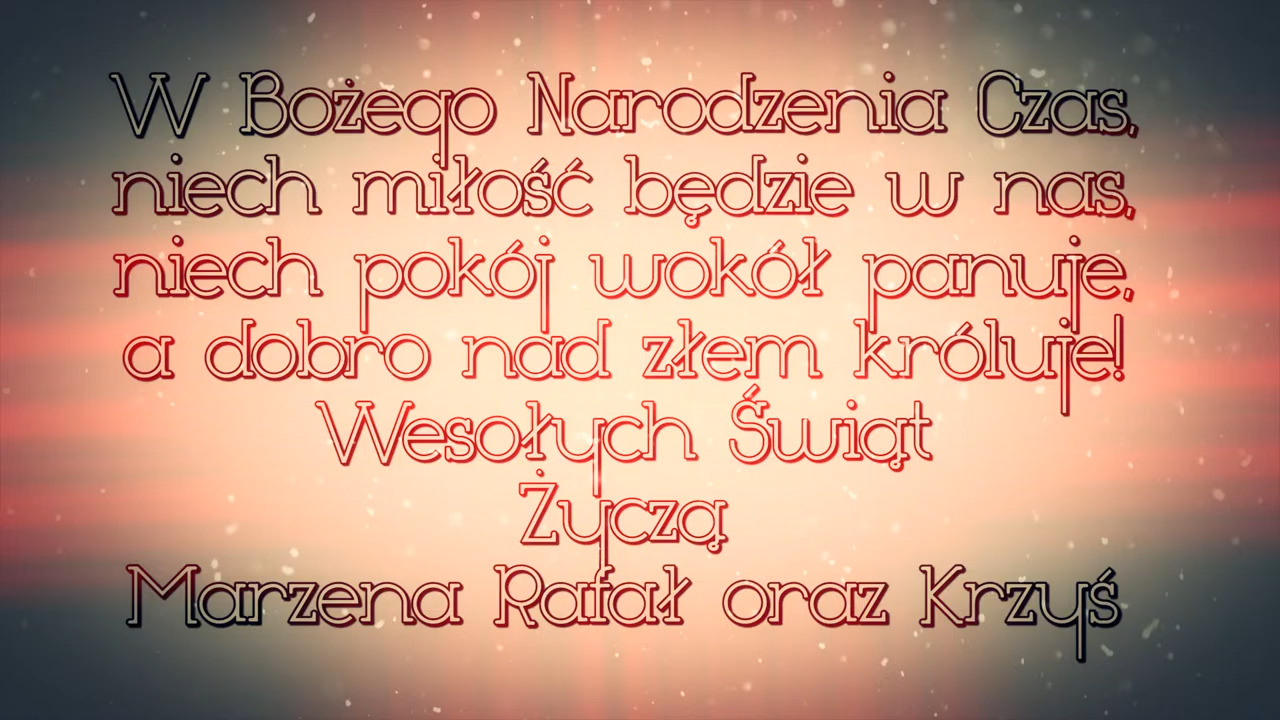 W Bożego Narodzenia Czas,
niech miłość będzie w nas,
niech pokój wokół panuje,
a dobro nad złem króluje!
Wesołych Świąt
Życzą
Marzena Rafał oraz Krzyś